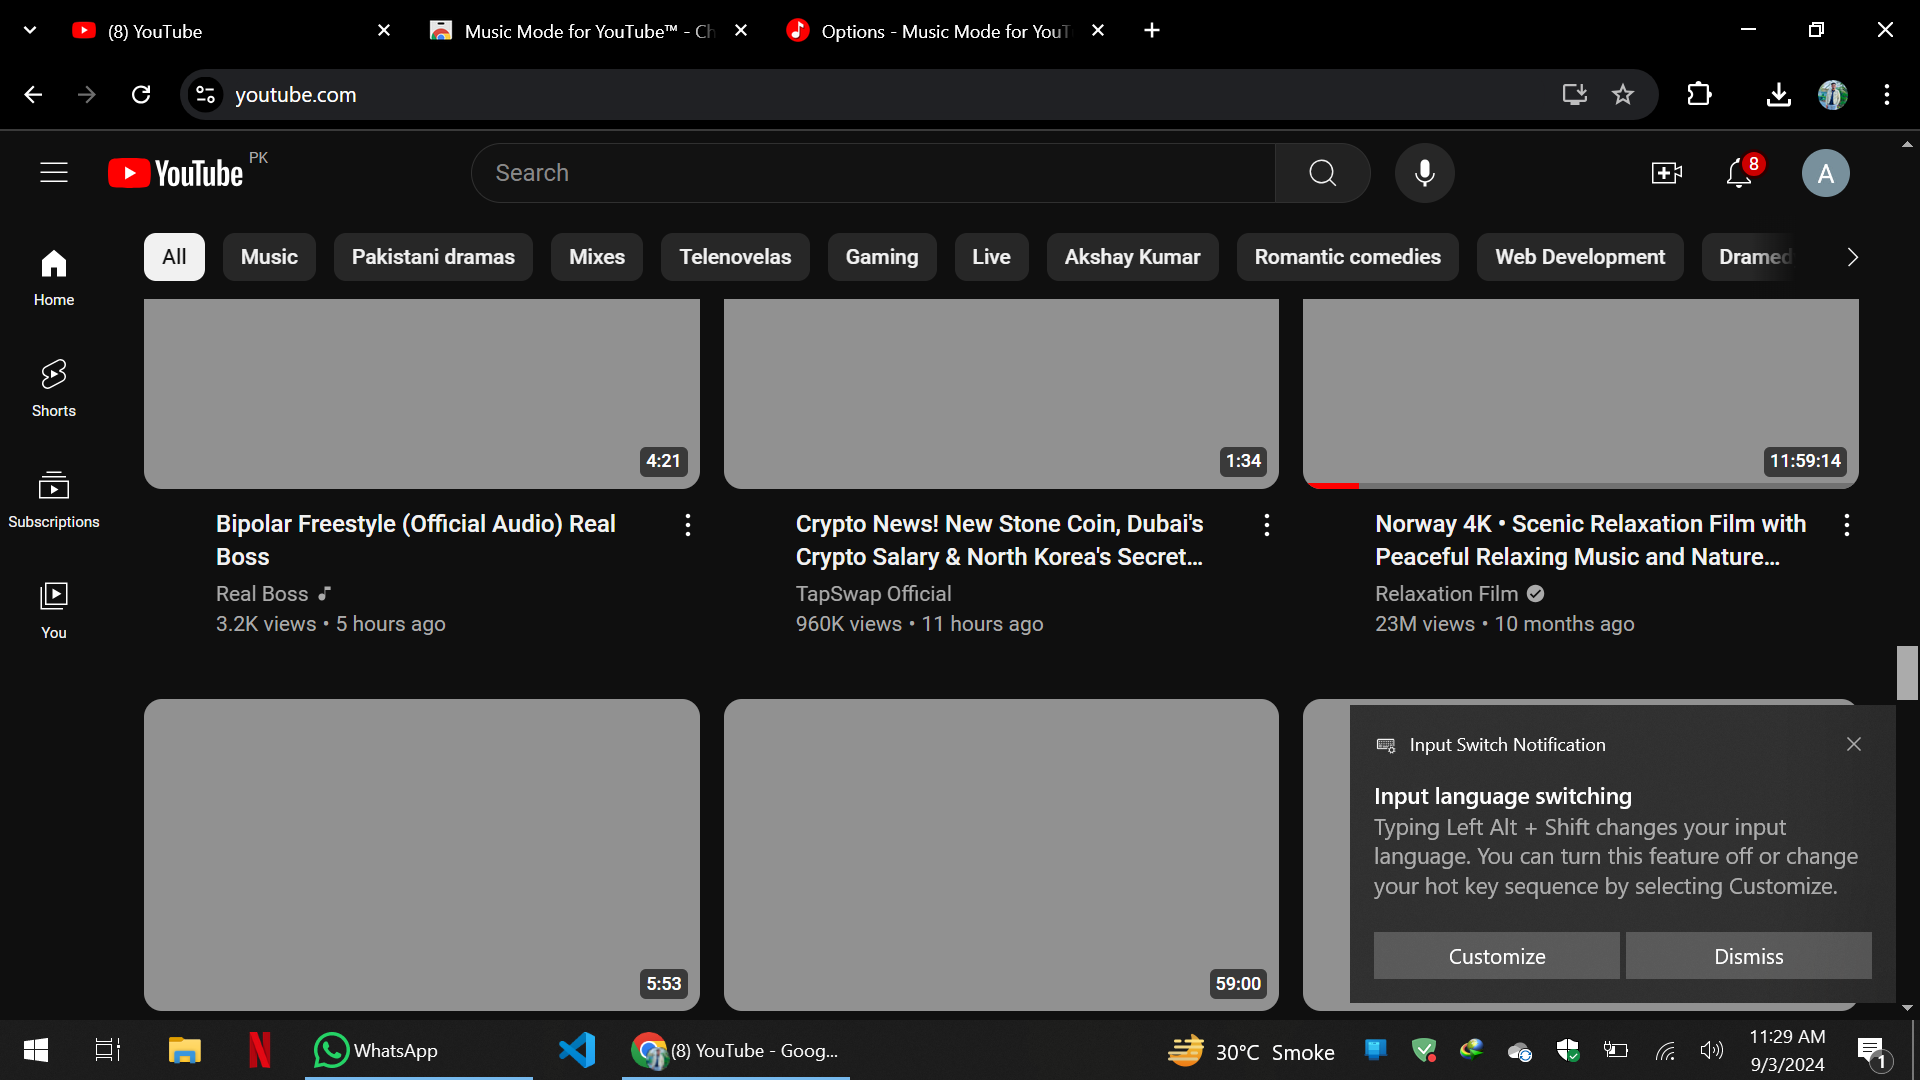 (8) YouTube
Music Mode for YouTube™ - Ch
Options - Music Mode for YouT
youtube.com
YouTube PK
Search
8
A
All
Music
Pakistani dramas
Mixes
Telenovelas
Gaming
Live
Akshay Kumar
Romantic comedies
Web Development
Dramed
Home
Shorts
Subscriptions
You
4:21
1:34
11:59:14
Bipolar Freestyle (Official Audio) Real
Boss
Real Boss
3.2K views • 5 hours ago
Crypto News! New Stone Coin, Dubai's
Crypto Salary & North Korea's Secret...
TapSwap Official
960K views • 11 hours ago
Norway 4K • Scenic Relaxation Film with
Peaceful Relaxing Music and Nature...
Relaxation Film
23M views • 10 months ago
5:53
59:00
Input Switch Notification
Input language switching
Typing Left Alt + Shift changes your input
language. You can turn this feature off or change
your hot key sequence by selecting Customize.
Customize
Dismiss
WhatsApp
(8) YouTube - Goog...
30°C Smoke
11:29 AM
9/3/2024
1